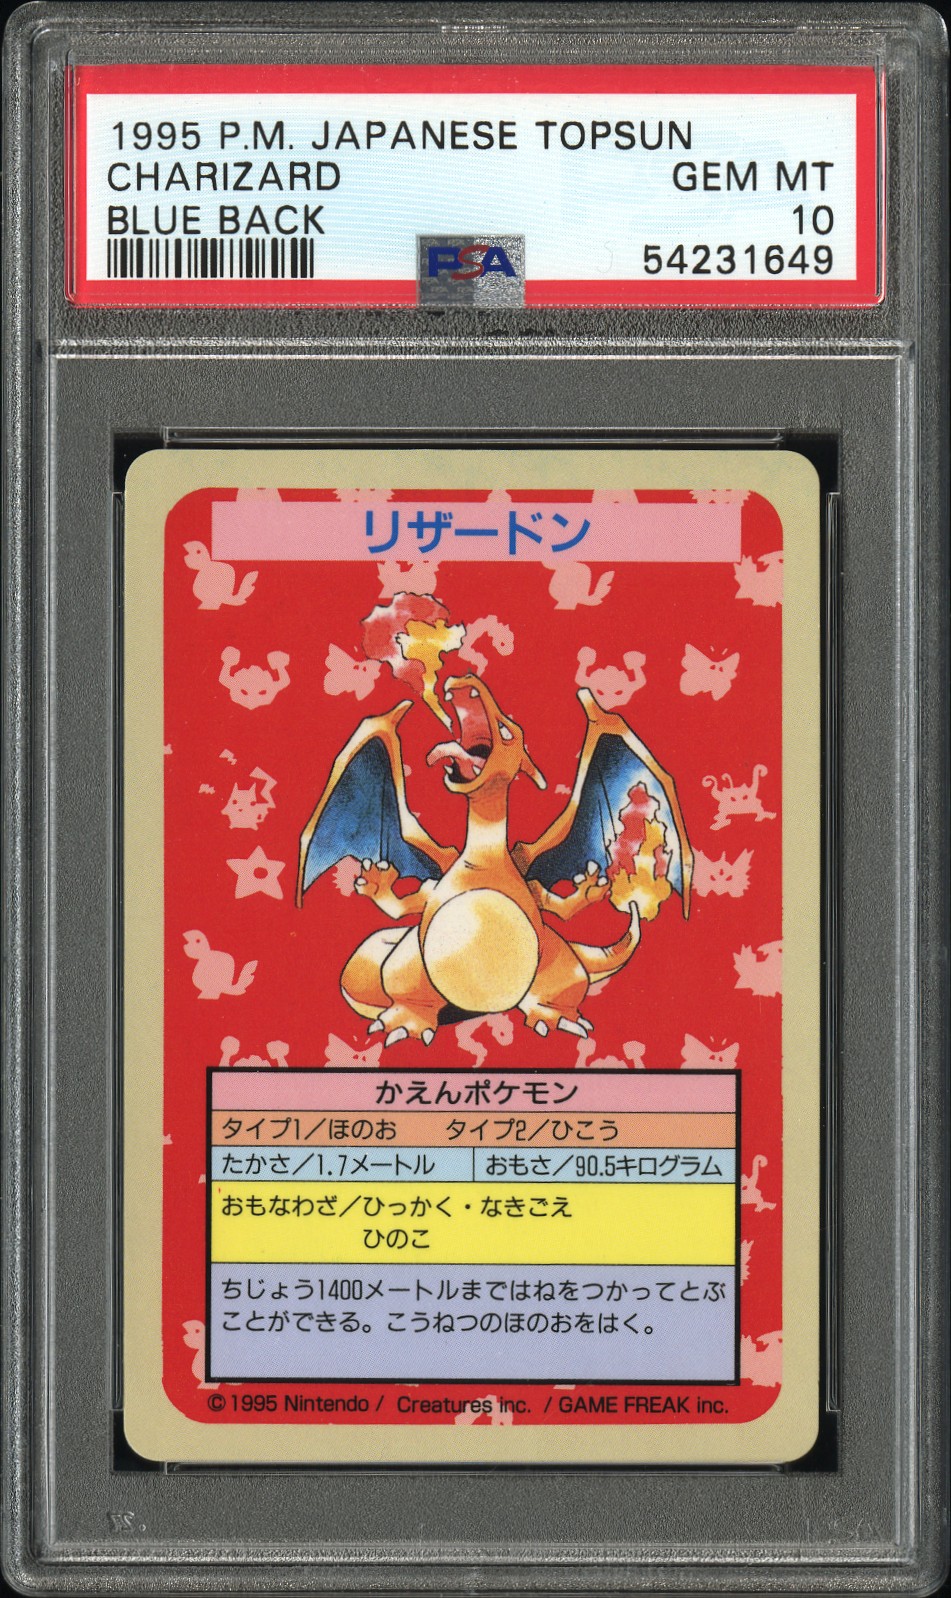 1995 P.M. JAPANESE TOPSUN
CHARIZARD GEM MT
BLUE BACK 10
PSA 54231649
リザードン
かえんポケモン
タイプ1／ほのお タイプ2／ひこう
たかさ／1.7メートル おもさ／90.5キログラム
おもなわざ／ひっかく・なきごえ
ひのこ
ちじょう1400メートルまではねをつかってとぶ
ことができる。こうねつのほのおをはく。
©1995 Nintendo / Creatures inc. / GAME FREAK inc.